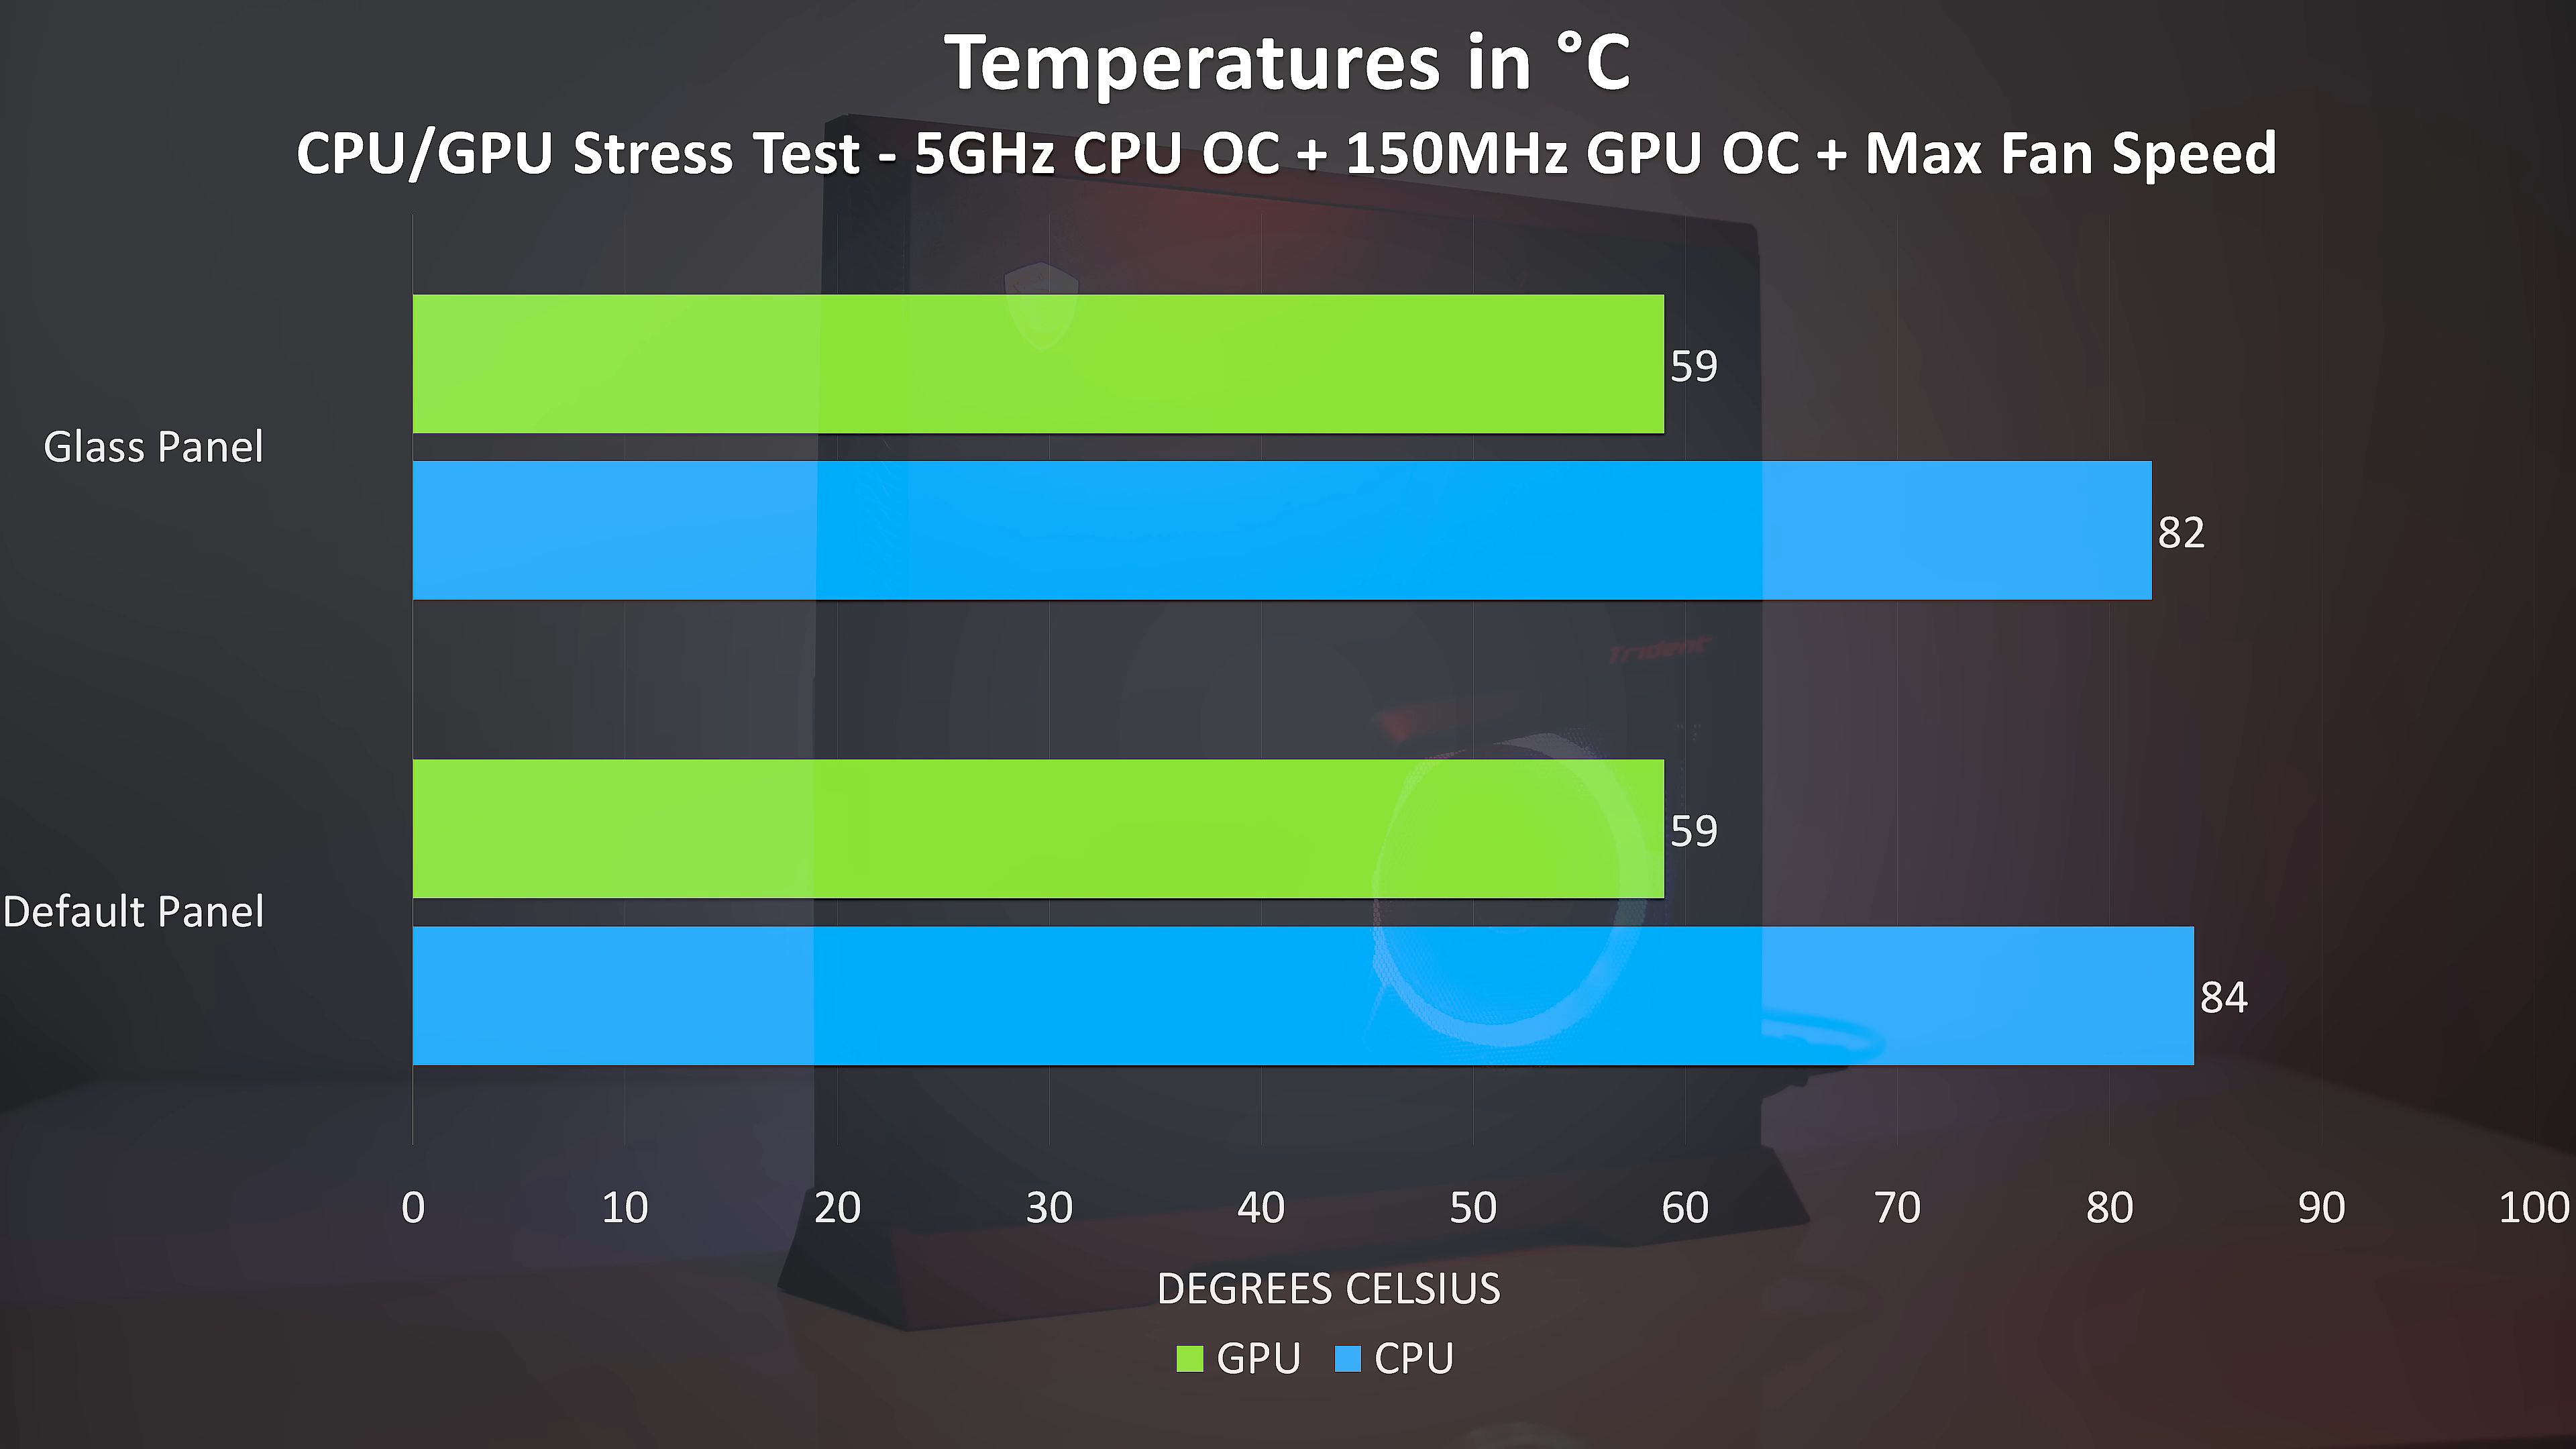 Temperatures in °C
CPU/GPU Stress Test - 5GHz CPU OC + 150MHz GPU OC + Max Fan Speed
59
Glass Panel
82
Trident
59
Default Panel
84
0 10 20 30 40 50 60 70 80 90 100
DEGREES CELSIUS
GPU CPU